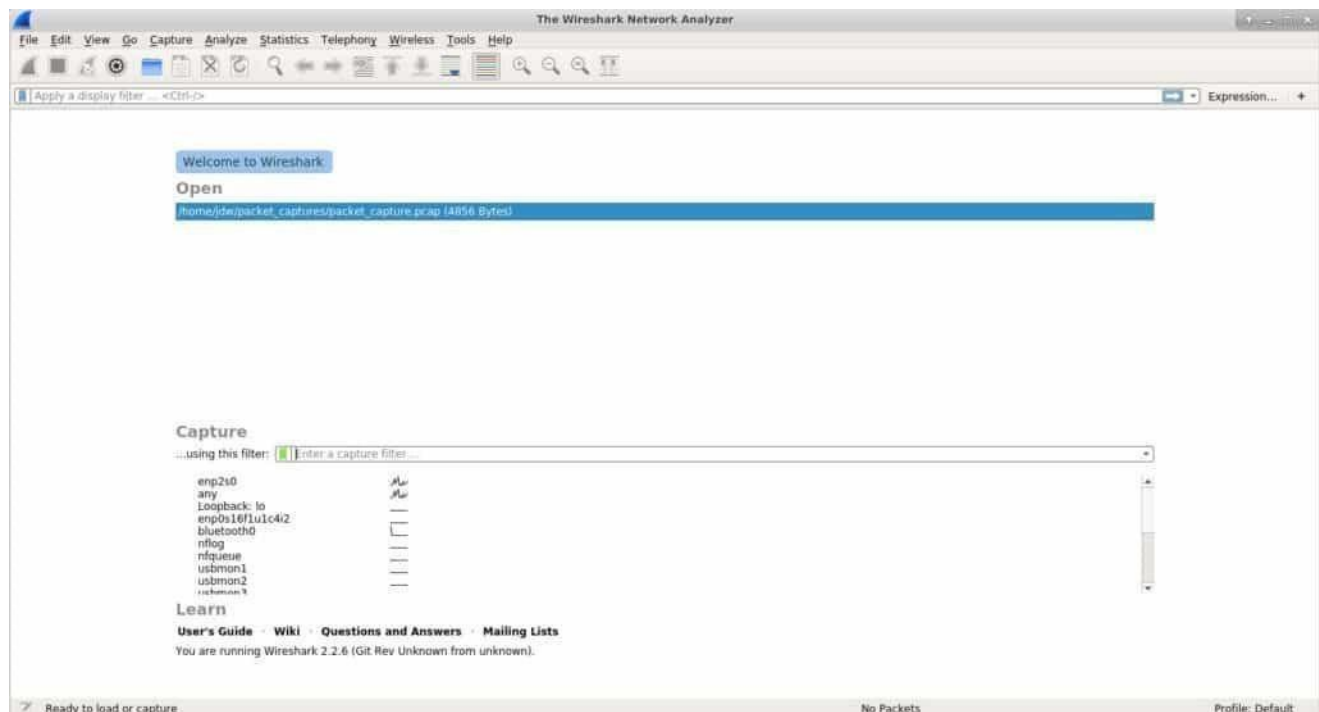 The Wireshark Network Analyzer
File Edit View Go Capture Analyze Statistics Telephony Wireless Tools Help
Apply a display filter ... <Ctrl-/> Expression... +
Welcome to Wireshark
Open
/home/jdw/packet_captures/packet_capture.pcap (4856 Bytes)
Capture
...using this filter: Enter a capture filter ...
enp2s0
any
Loopback: lo
enp0s16f1u1c4i2
bluetooth0
nflog
nfqueue
usbmon1
usbmon2
usbmon3
Learn
User's Guide · Wiki · Questions and Answers · Mailing Lists
You are running Wireshark 2.2.6 (Git Rev Unknown from unknown).
Ready to load or capture No Packets Profile: Default